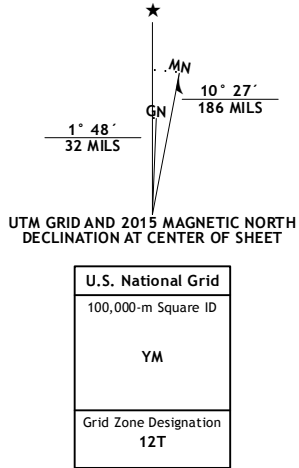 MN
GN
10° 27´
186 MILS
1° 48´
32 MILS
UTM GRID AND 2015 MAGNETIC NORTH
DECLINATION AT CENTER OF SHEET
U.S. National Grid
100,000-m Square ID
YM
Grid Zone Designation
12T